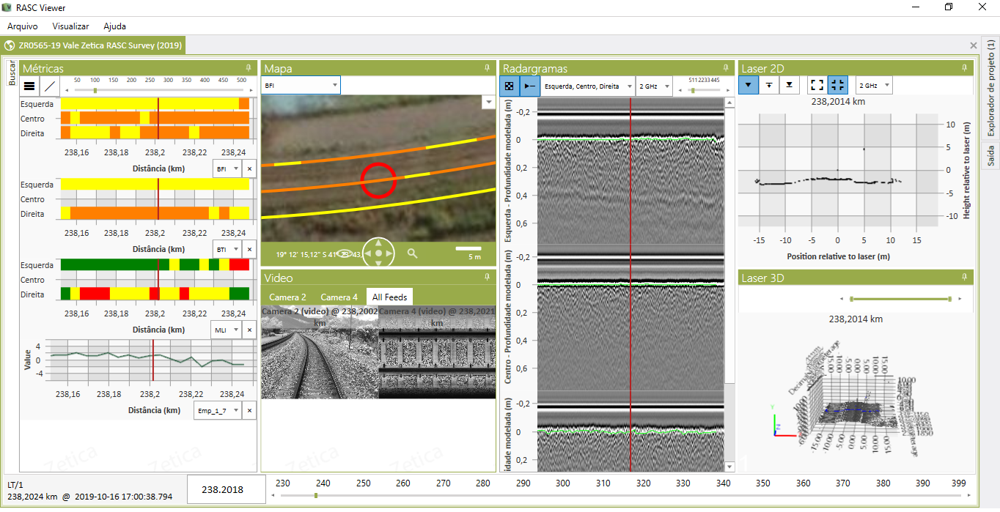 RASC Viewer
Arquivo Visualizar Ajuda
ZR0565-19 Vale Zetica RASC Survey (2019)
Buscar
Métricas
50 100 150 200 250 300 350 400 450 500
Esquerda
Centro
Direita
238,16 238,18 238,2 238,22 238,24
Distância (km) BFI
Esquerda
Centro
Direita
238,16 238,18 238,2 238,22 238,24
Distância (km) BTI
Esquerda
Centro
Direita
238,16 238,18 238,2 238,22 238,24
Distância (km) MLI
Value
4
0
-4
238,16 238,18 238,2 238,22 238,24
Distância (km) Emp_1_7
Zetica Zetica
Mapa
BFI
19° 12' 15,12" S 41°
5 m
Video
Camera 2 Camera 4 All Feeds
Camera 2 (video) @ 238,2002 km
Camera 4 (video) @ 238,2021 km
Zetica Zetica
Radargramas
Esquerda, Centro, Direita 2 GHz
Esquerda - Profundidade modelada (m)
-0,2
0
0,2
0,4
0,6
Centro - Profundidade modelada (m)
-0,2
0
0,2
0,4
0,6
idade modelada (m)
-0,2
0
0,2
Laser 2D
2 GHz
238,2014 km
10
5
0
-5
-10
Height relative to laser (m)
-15 -10 -5 0 5 10 15
Position relative to laser (m)
Laser 3D
238,2014 km
Explorador de projeto (1)
Saída
LT/1
238,2024 km @ 2019-10-16 17:00:38.794
238.2018
230 240 250 260 270 280 290 300 310 320 330 340 350 360 370 380 390 399